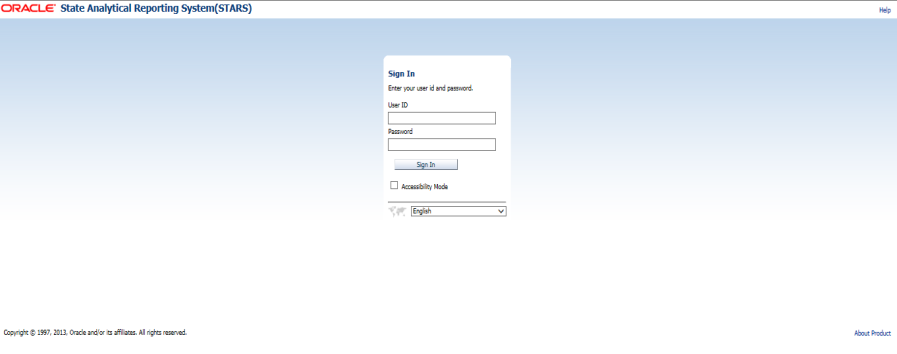 ORACLE State Analytical Reporting System(STARS)
Help
Sign In
Enter your user id and password.
User ID
Password
Sign In
Accessibility Mode
English
Copyright © 1997, 2013, Oracle and/or its affiliates. All rights reserved.
About Product